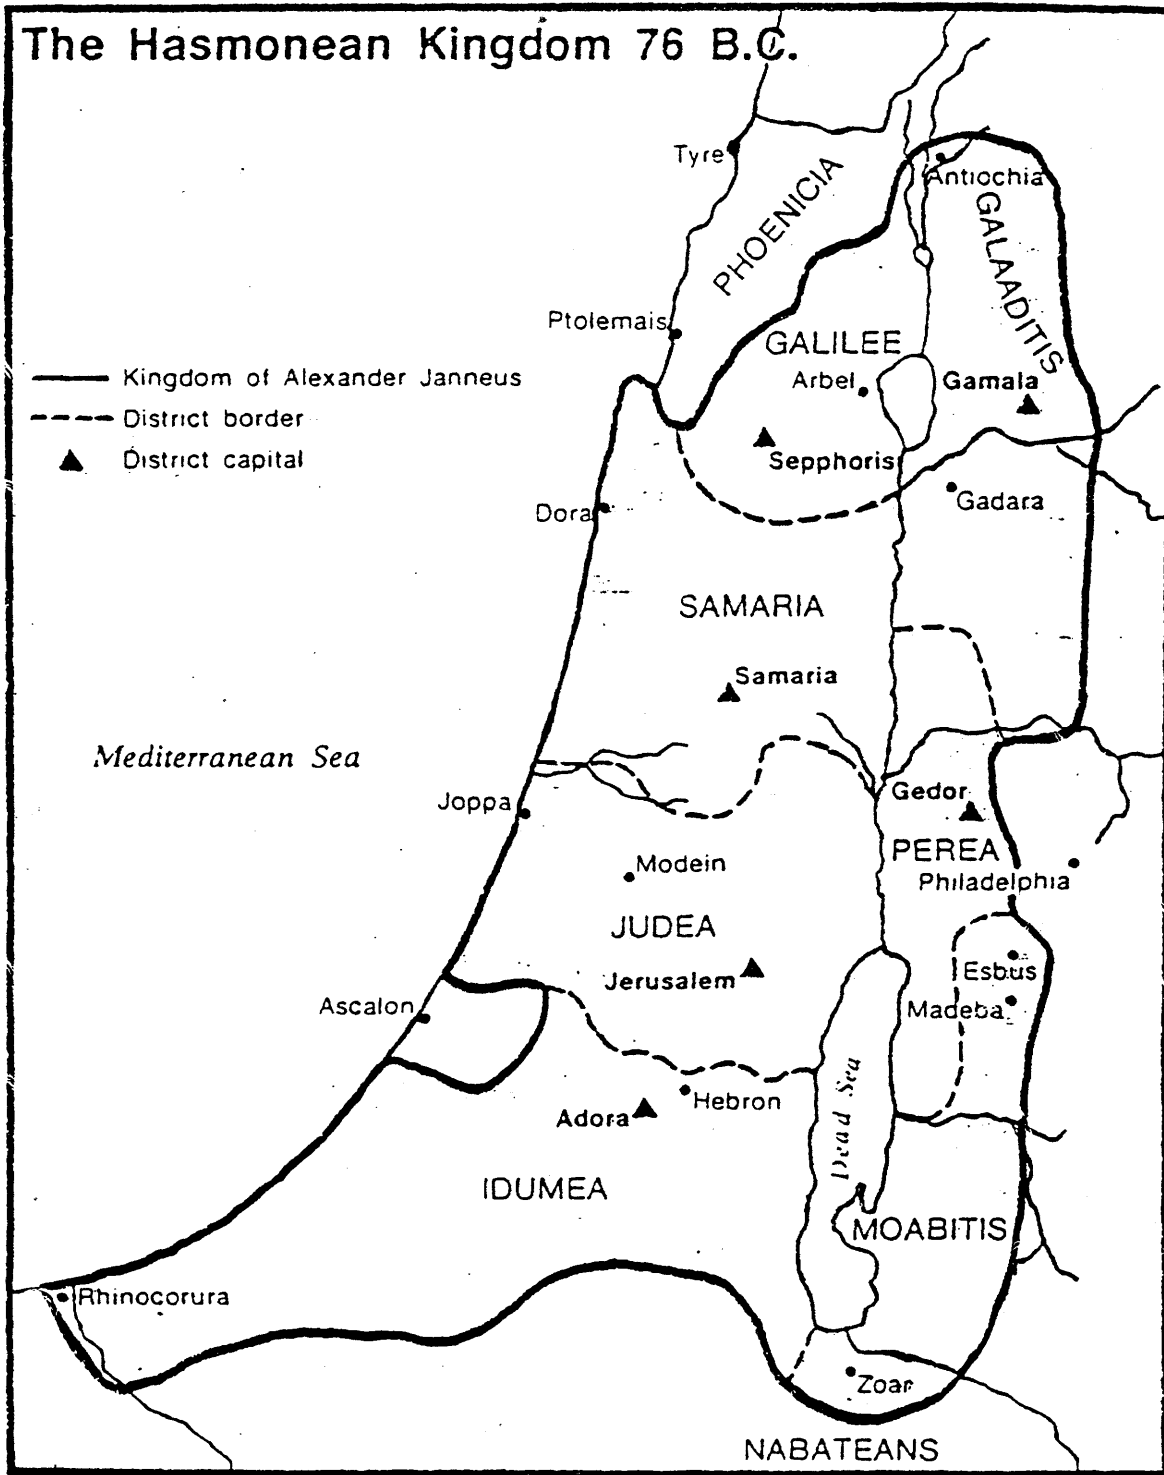 The Hasmonean Kingdom 76 B.C.
Tyre
PHOENICIA
Antiochia
GALAADITIS
Ptolemais
GALILEE
Arbel
Gamala
Kingdom of Alexander Janneus
District border
District capital
Sepphoris
Gadara
Dora
SAMARIA
Samaria
Mediterranean Sea
Joppa
Gedor
PEREA
Modein
Philadelphia
JUDEA
Esbus
Jerusalem
Ascalon
Madeba
Dead Sea
Hebron
Adora
IDUMEA
MOABITIS
Rhinocorura
Zoar
NABATEANS